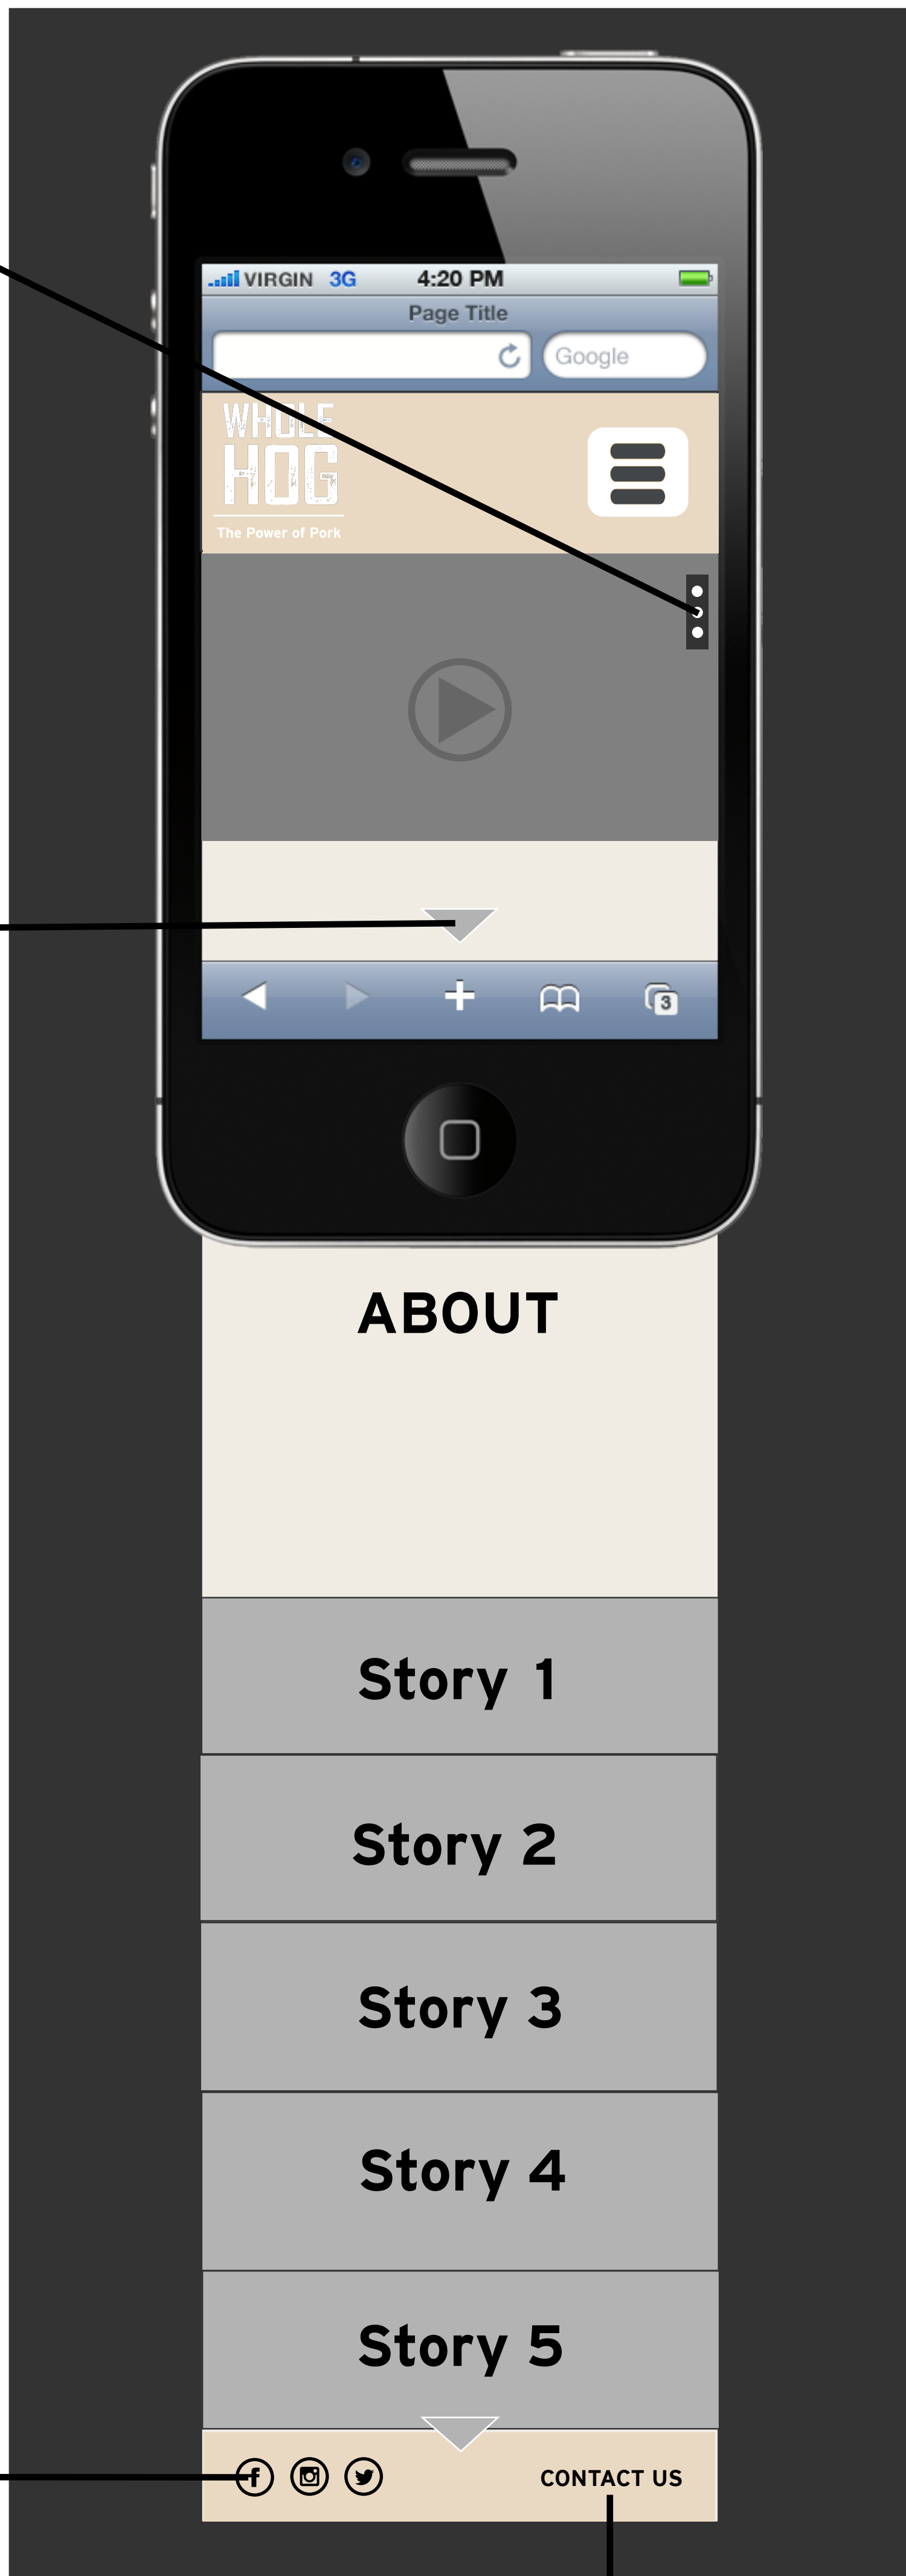 VIRGIN 3G 4:20 PM
Page Title
Google
WHOLE
HOG
The Power of Pork
3
ABOUT
Story 1
Story 2
Story 3
Story 4
Story 5
f CONTACT US